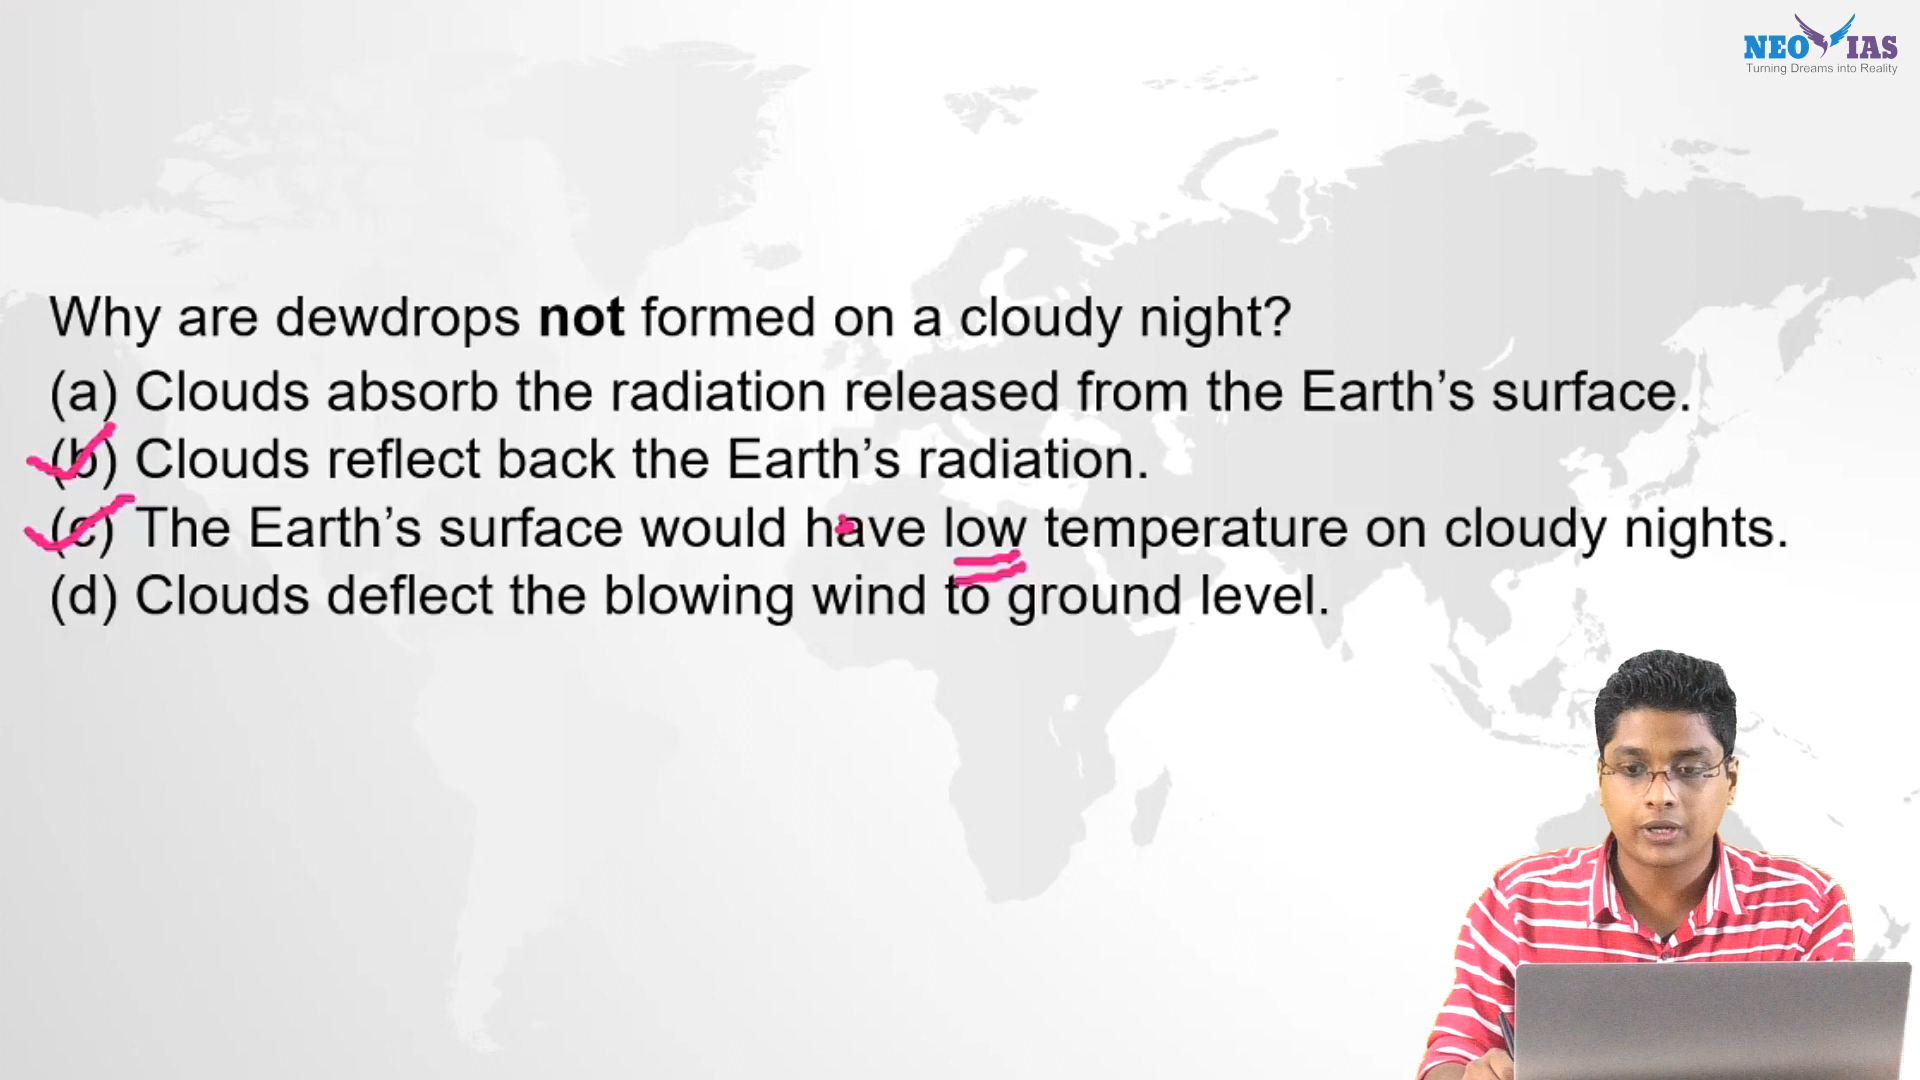 NEO IAS
Turning Dreams into Reality
Why are dewdrops not formed on a cloudy night?
(a) Clouds absorb the radiation released from the Earth’s surface.
(b) Clouds reflect back the Earth’s radiation.
(c) The Earth’s surface would have low temperature on cloudy nights.
(d) Clouds deflect the blowing wind to ground level.